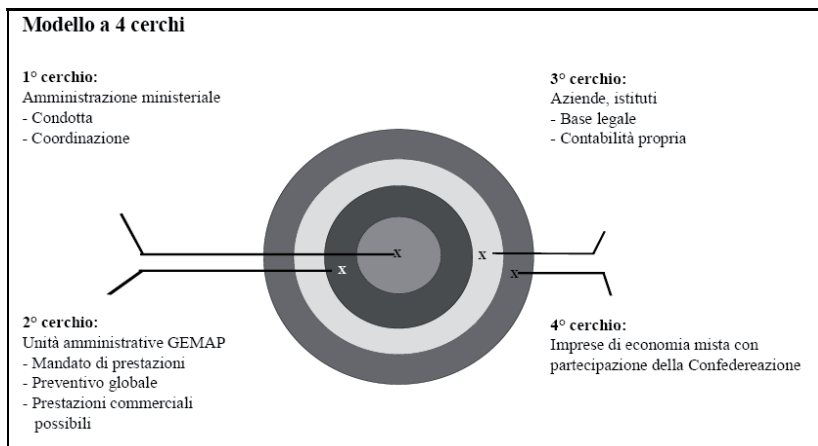 Modello a 4 cerchi
1° cerchio:
Amministrazione ministeriale
- Condotta
- Coordinazione
3° cerchio:
Aziende, istituti
- Base legale
- Contabilità propria
x
x
x
x
2° cerchio:
Unità amministrative GEMAP
- Mandato di prestazioni
- Preventivo globale
- Prestazioni commerciali
possibili
4° cerchio:
Imprese di economia mista con
partecipazione della Confedereazione